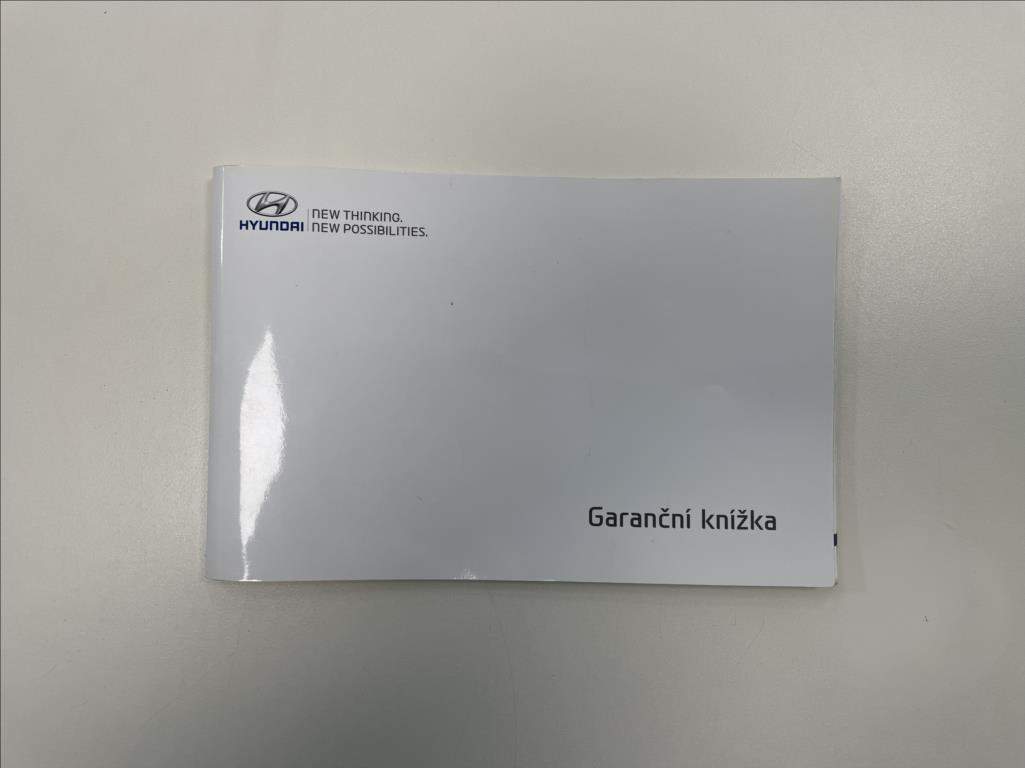 HYUNDAI
NEW THINKING.
NEW POSSIBILITIES.
Garanční knížka